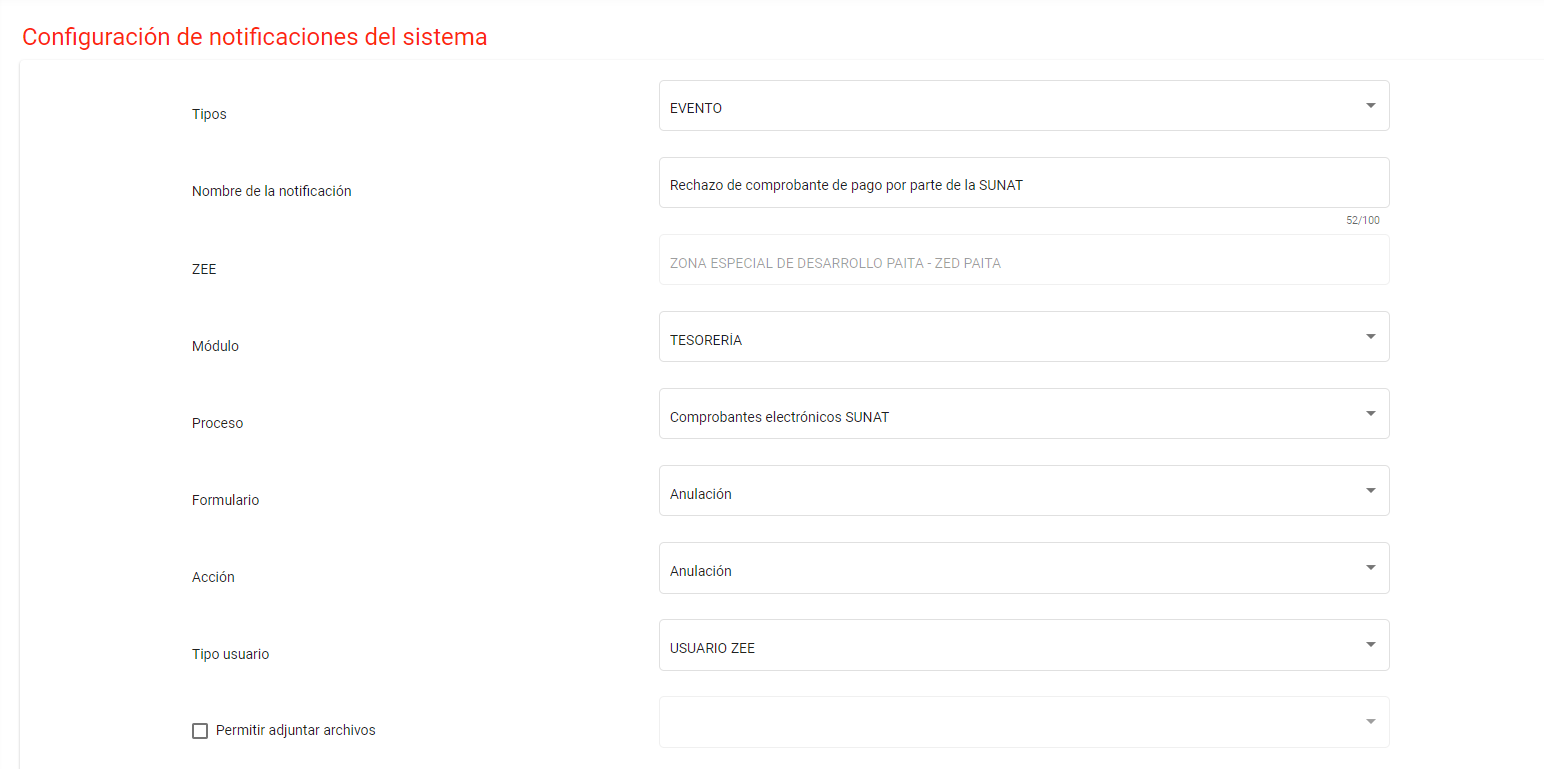 Configuración de notificaciones del sistema
Tipos
EVENTO
Nombre de la notificación
Rechazo de comprobante de pago por parte de la SUNAT
52/100
ZEE
ZONA ESPECIAL DE DESARROLLO PAITA - ZED PAITA
Módulo
TESORERÍA
Proceso
Comprobantes electrónicos SUNAT
Formulario
Anulación
Acción
Anulación
Tipo usuario
USUARIO ZEE
Permitir adjuntar archivos